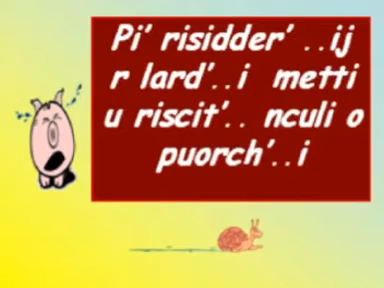 Pi' risidder' ..ij
r lard'..i metti
u riscit'.. nculi o
puorch'..i